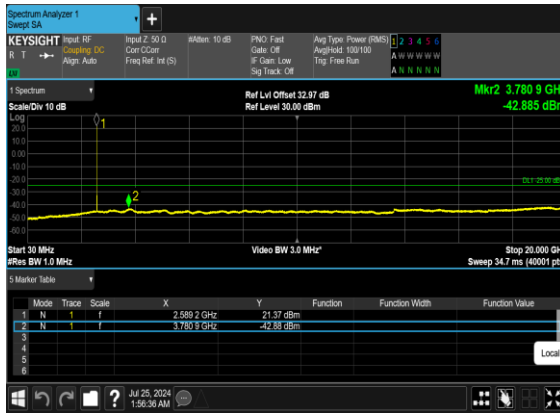 Spectrum Analyzer 1
Swept SA
+
KEYSIGHT Input: RF Input Z: 50 Ω #Atten: 10 dB PNO: Fast Avg Type: Power (RMS) 1 2 3 4 5 6
R T Coupling: DC Corr CCorr Gate: Off Avg|Hold: 100/100 A W W W W W
Align: Auto Freq Ref: Int (S) IF Gain: Low Trig: Free Run
Sig Track: Off A N N N N N
1 Spectrum
Ref Lvl Offset 32.97 dB Mkr2 3.780 9 GH
Scale/Div 10 dB Ref Level 30.00 dBm -42.885 dBr
Log
20.0
10.0
0.00
-10.0
-20.0
-30.0
-40.0
-50.0
-60.0
1
2
DL1 -25.00 dB
Start 30 MHz Video BW 3.0 MHz* Stop 20.000 GH
#Res BW 1.0 MHz Sweep 34.7 ms (40001 pt
5 Marker Table
Mode Trace Scale X Y Function Function Width Function Value
1 N 1 f 2.589 2 GHz 21.37 dBm
2 N 1 f 3.780 9 GHz -42.88 dBm
3
4
5
6
Local
?
Jul 25, 2024
1:56:36 AM